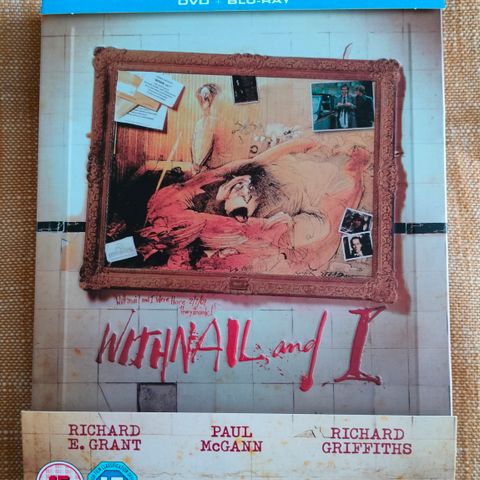 DVD + BLU-RAY
WITHNAIL and I
RICHARD E. GRANT
PAUL McGANN
RICHARD GRIFFITHS